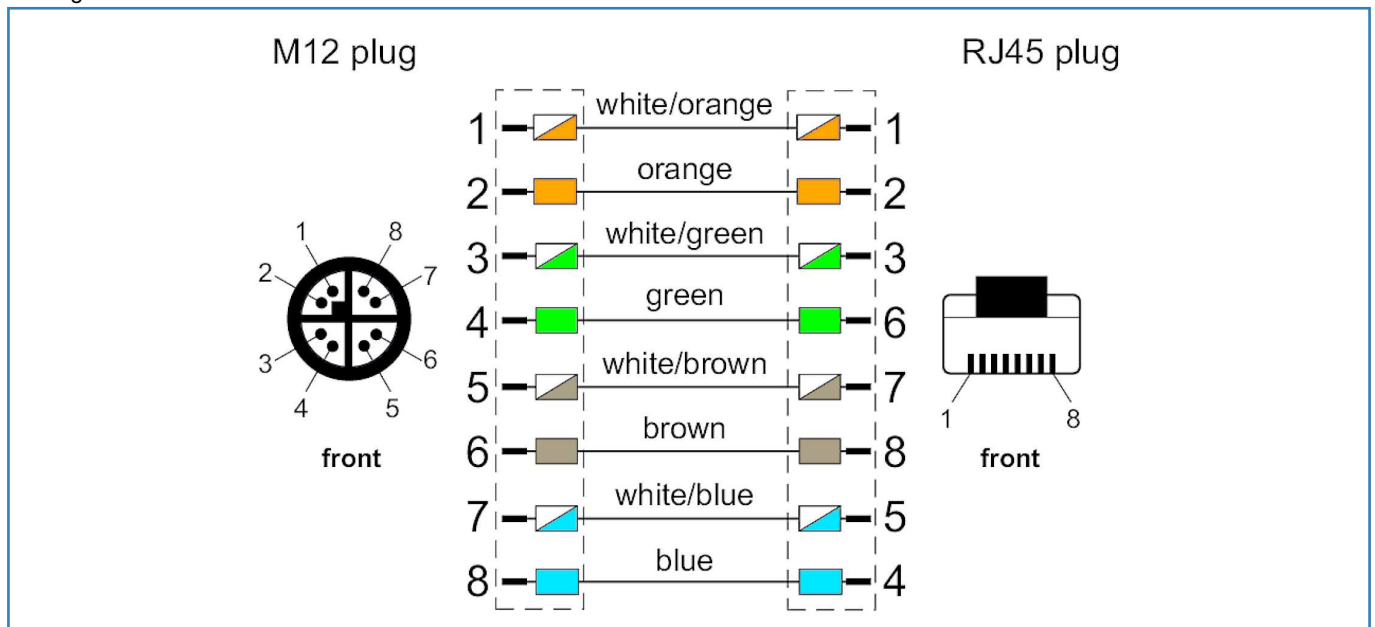 M12 plug
RJ45 plug
1 white/orange 1
2 orange 2
3 white/green 3
4 green 6
5 white/brown 7
6 brown 8
7 white/blue 5
8 blue 4
1 8
2 7
3 6
4 5
front
1 8
front